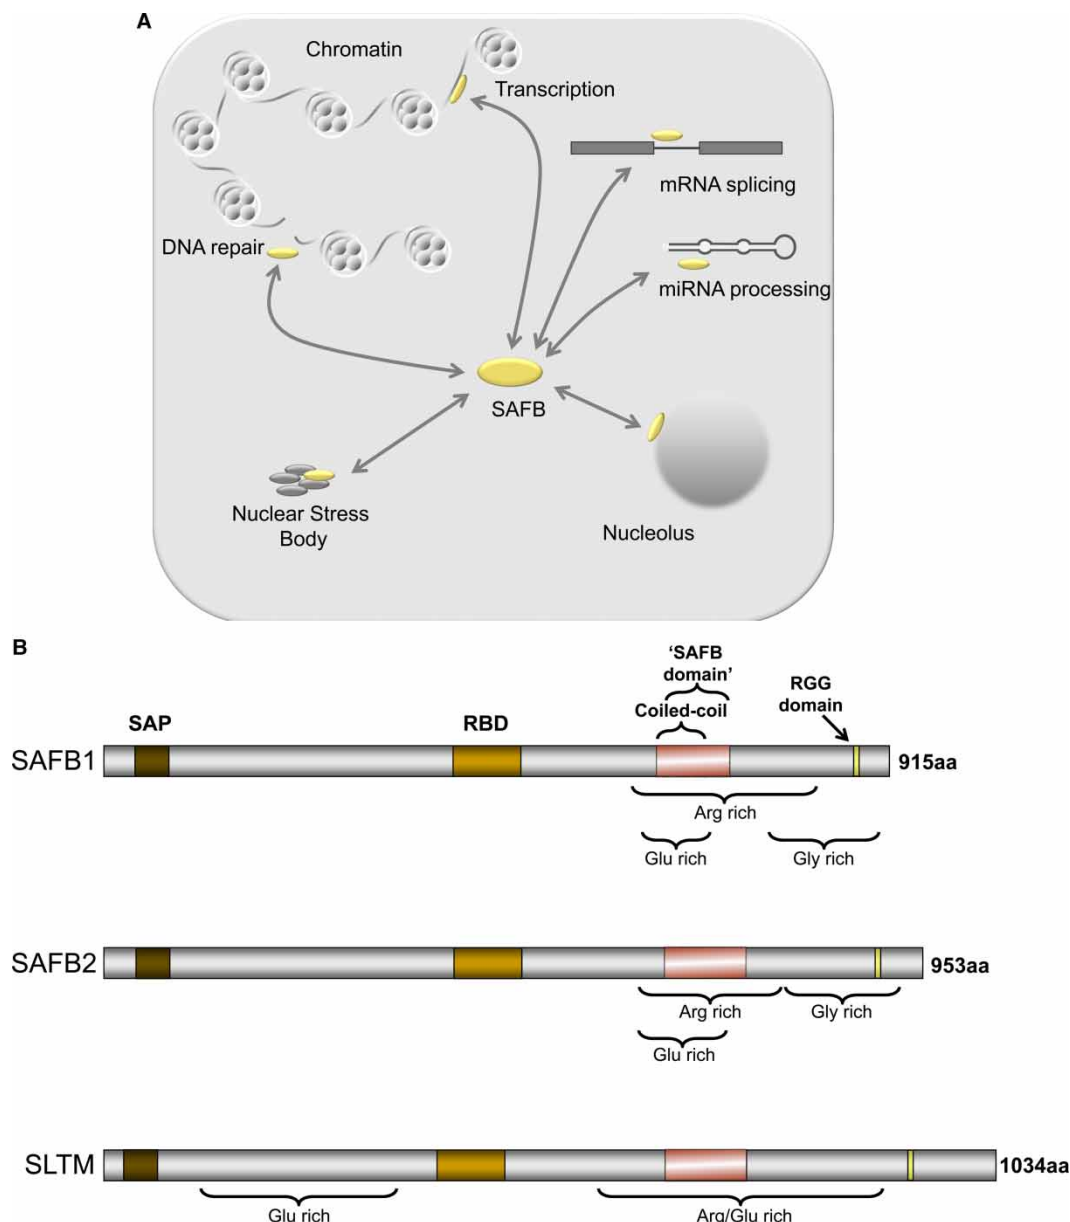 A
Chromatin
Transcription
mRNA splicing
DNA repair
miRNA processing
SAFB
Nuclear Stress
Body
Nucleolus
B
‘SAFB
domain’
RGG
domain
Coiled-coil
SAP
RBD
SAFB1
915aa
Arg rich
Glu rich
Gly rich
SAFB2
953aa
Arg rich
Gly rich
Glu rich
SLTM
1034aa
Glu rich
Arg/Glu rich